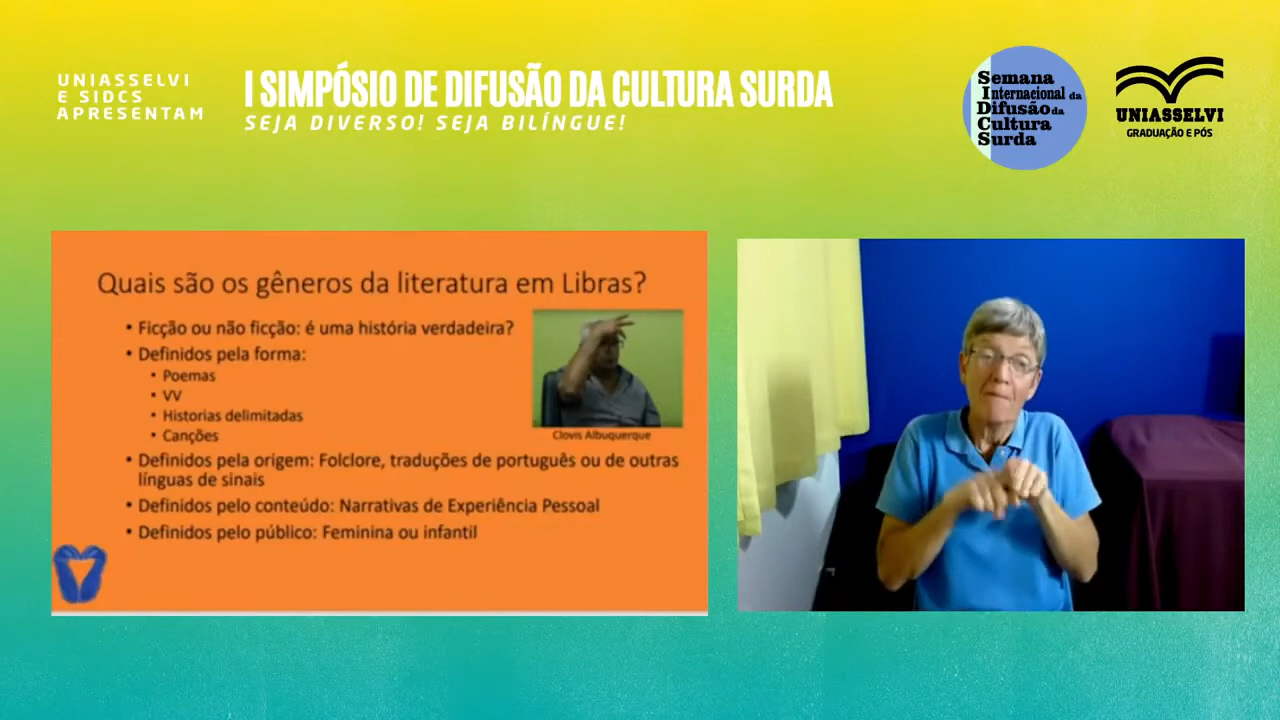 UNIASSELVI
E SIDCS
APRESENTAM
I SIMPÓSIO DE DIFUSÃO DA CULTURA SURDA
SEJA DIVERSO! SEJA BILÍNGUE!
Semana
Internacional da
Difusão da
Cultura
Surda
UNIASSELVI
GRADUAÇÃO E PÓS
Quais são os gêneros da literatura em Libras?
• Ficção ou não ficção: é uma história verdadeira?
• Definidos pela forma:
• Poemas
• VV
• Historias delimitadas
• Canções
Clovis Albuquerque
• Definidos pela origem: Folclore, traduções de português ou de outras
línguas de sinais
• Definidos pelo conteúdo: Narrativas de Experiência Pessoal
• Definidos pelo público: Feminina ou infantil